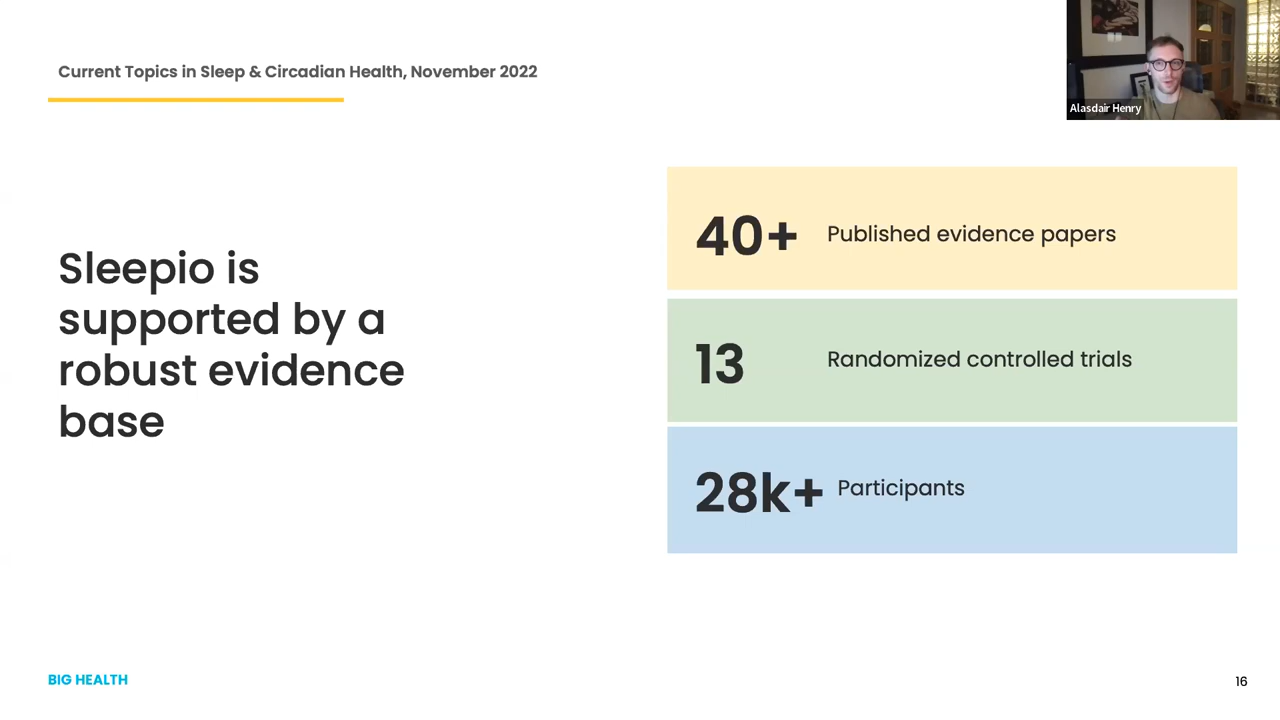 Current Topics in Sleep & Circadian Health, November 2022
Alasdair Henry
Sleepio is
supported by a
robust evidence
base
40+ Published evidence papers
13 Randomized controlled trials
28k+ Participants
BIG HEALTH
16